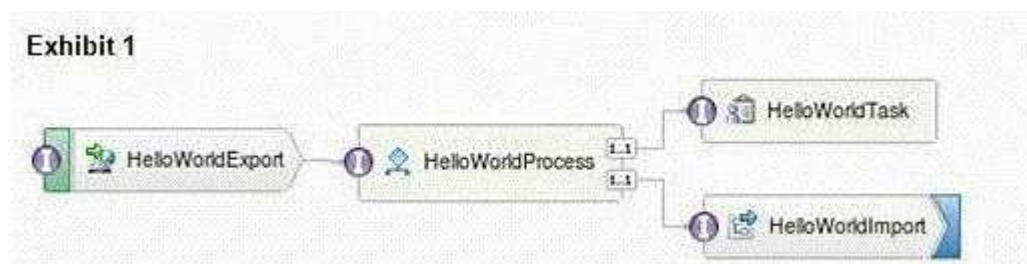 Exhibit 1
HelloWorldTask
HelloWorldExport
HelloWorldProcess
1..1
1..1
HelloWorldImport